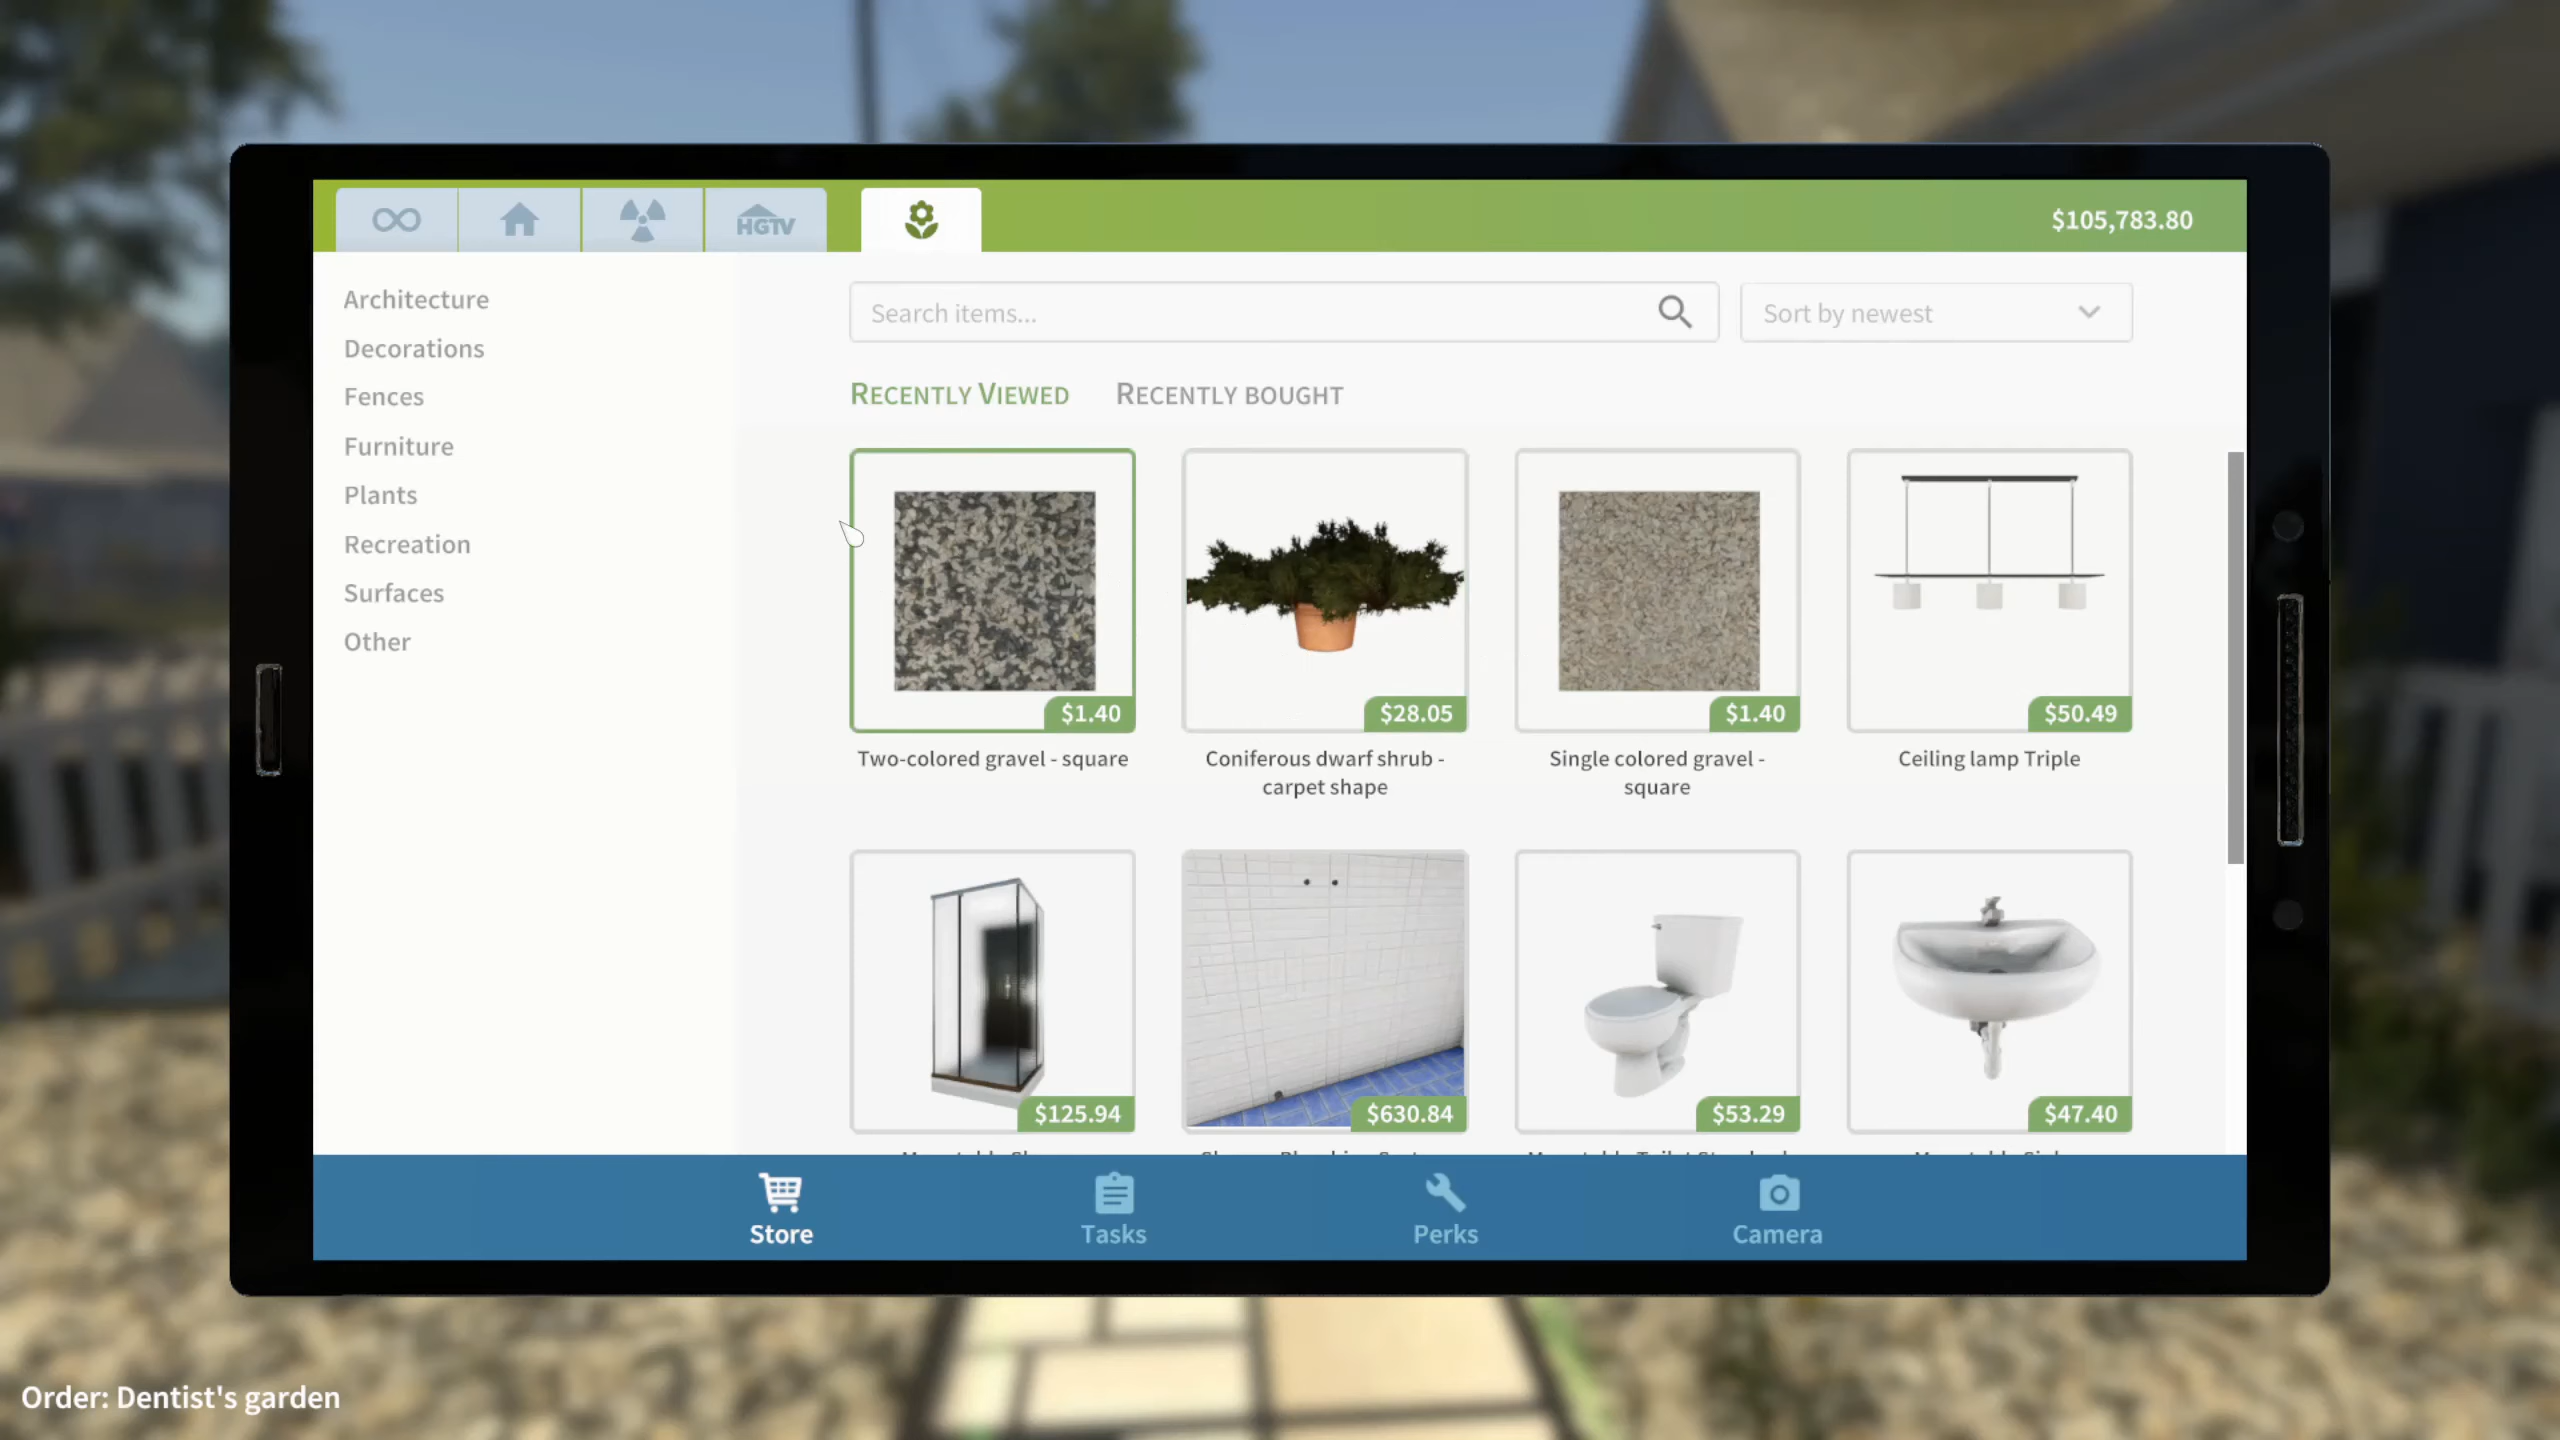 HGTV
$105,783.80
Architecture
Decorations
Fences
Furniture
Plants
Recreation
Surfaces
Other
Search items...
Sort by newest
RECENTLY VIEWED
RECENTLY BOUGHT
$1.40
$28.05
$1.40
$50.49
Two-colored gravel - square
Coniferous dwarf shrub -
carpet shape
Single colored gravel -
square
Ceiling lamp Triple
$125.94
$630.84
$53.29
$47.40
Store
Tasks
Perks
Camera
Order: Dentist's garden